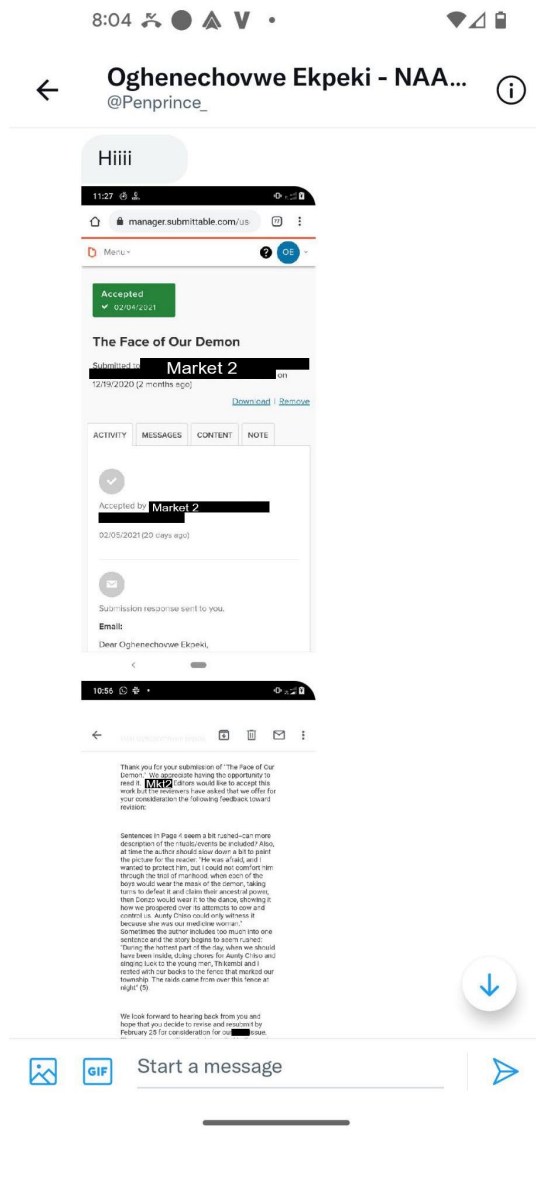 8:04
Oghenechovwe Ekpeki - NAA...
@Penprince_
Hiiii
11:27
manager.submittable.com/us
Menu
? OE
Accepted
✓ 02/04/2021
The Face of Our Demon
Submitted to Market 2
on
12/19/2020 (2 months ago)
Download | Remove
ACTIVITY MESSAGES CONTENT NOTE
Accepted by Market 2
02/05/2021 (20 days ago)
Submission response sent to you.
Email:
Dear Oghenechovwe Ekpeki,
10:56
Thank you for your submission of "The Face of Our
Demon." We appreciate having the opportunity to
read it. Mkt2 Editors would like to accept this
work but the reviewers have asked that we offer for
your consideration the following feedback toward
revision:
Sentences in Page 4 seem a bit rushed–can more
description of the rituals/events be included? Also,
at time the author should slow down a bit to paint
the picture for the reader. "He was afraid, and I
wanted to protect him, but I could not comfort him
through the trial of manhood, when each of the
boys would wear the mask of the demon, taking
turns to defeat it and claim their ancestral power,
then Donzo would wear it to the dance, showing it
how we prospered over its attempts to cow and
control us. Aunty Chiso could only witness it
because she was our medicine woman."
Sometimes the author includes too much into one
sentence and the story begins to seem rushed:
"During the hottest part of the day, when we should
have been inside, doing chores for Aunty Chiso and
singing luck to the young men, Thikambi and I
rested with our backs to the fence that marked our
township. The raids came from over this fence at
night" (5)
We look forward to hearing back from you and
hope that you decide to revise and resubmit by
February 25 for consideration for our issue.
GIF
Start a message